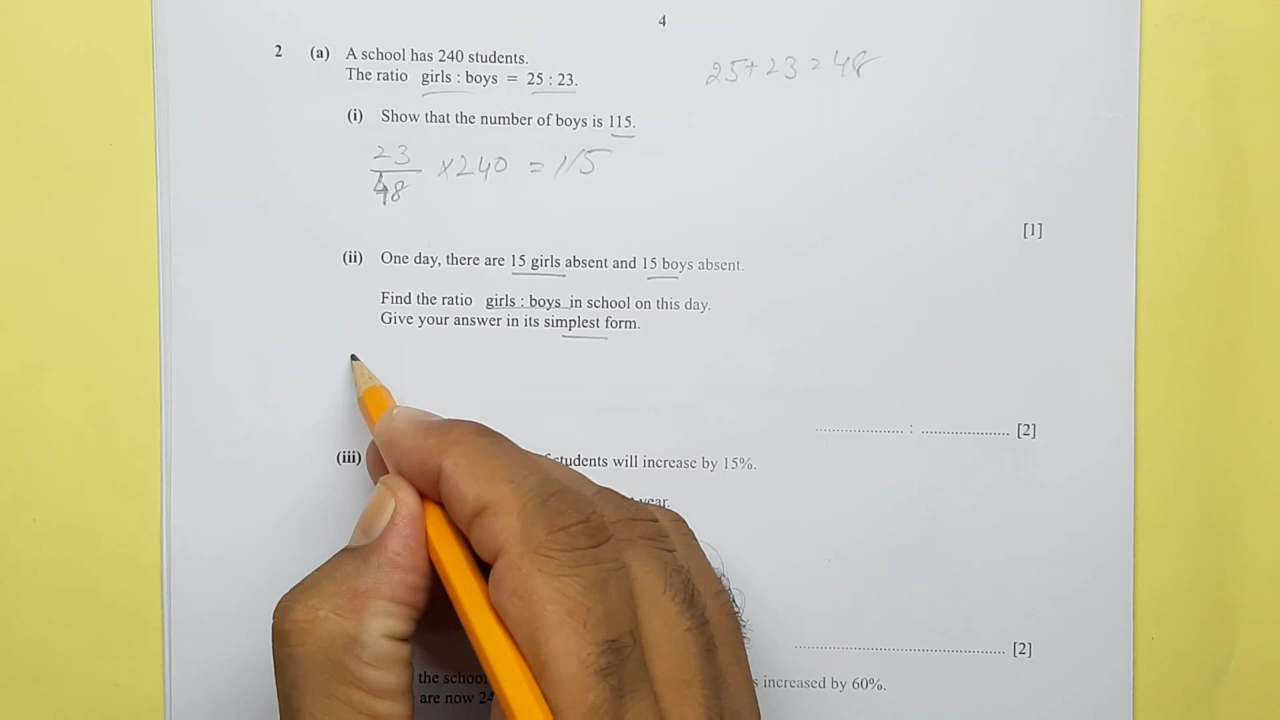 4
2 (a) A school has 240 students. 25+23=48
The ratio girls : boys = 25 : 23.
(i) Show that the number of boys is 115.
23/48 ×240 = 115
[1]
(ii) One day, there are 15 girls absent and 15 boys absent.
Find the ratio girls : boys in school on this day.
Give your answer in its simplest form.
.................... : ..................... [2]
(iii) students will increase by 15%.
year.
.................................................. [2]
the school increased by 60%.
are now